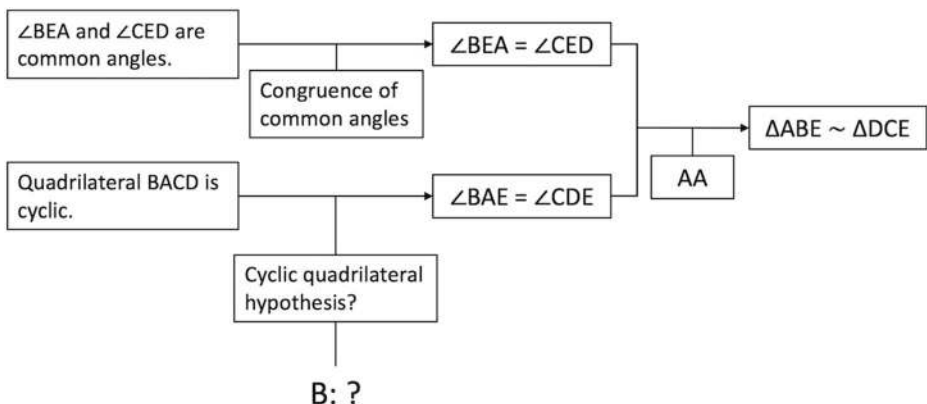 ∠BEA and ∠CED are
common angles.
∠BEA = ∠CED
Congruence of
common angles
ΔABE ~ ΔDCE
AA
Quadrilateral BACD is
cyclic.
∠BAE = ∠CDE
Cyclic quadrilateral
hypothesis?
B: ?